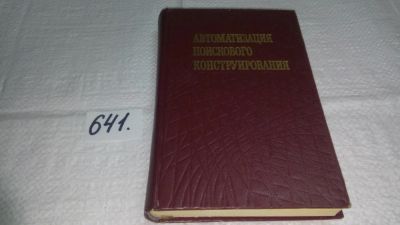 АВТОМАТИЗАЦИЯ
ПОИСКОВОГО
КОНСТРУИРОВАНИЯ
641.